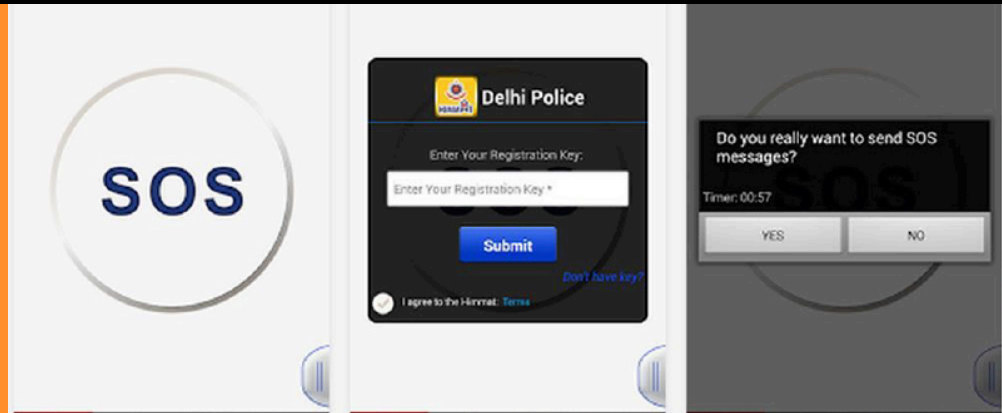 SOS
HIMMAT
Delhi Police
Enter Your Registration Key:
Enter Your Registration Key *
Submit
Don't have key?
I agree to the Himmat: Terms
Do you really want to send SOS
messages?
Timer: 00:57
YES
NO